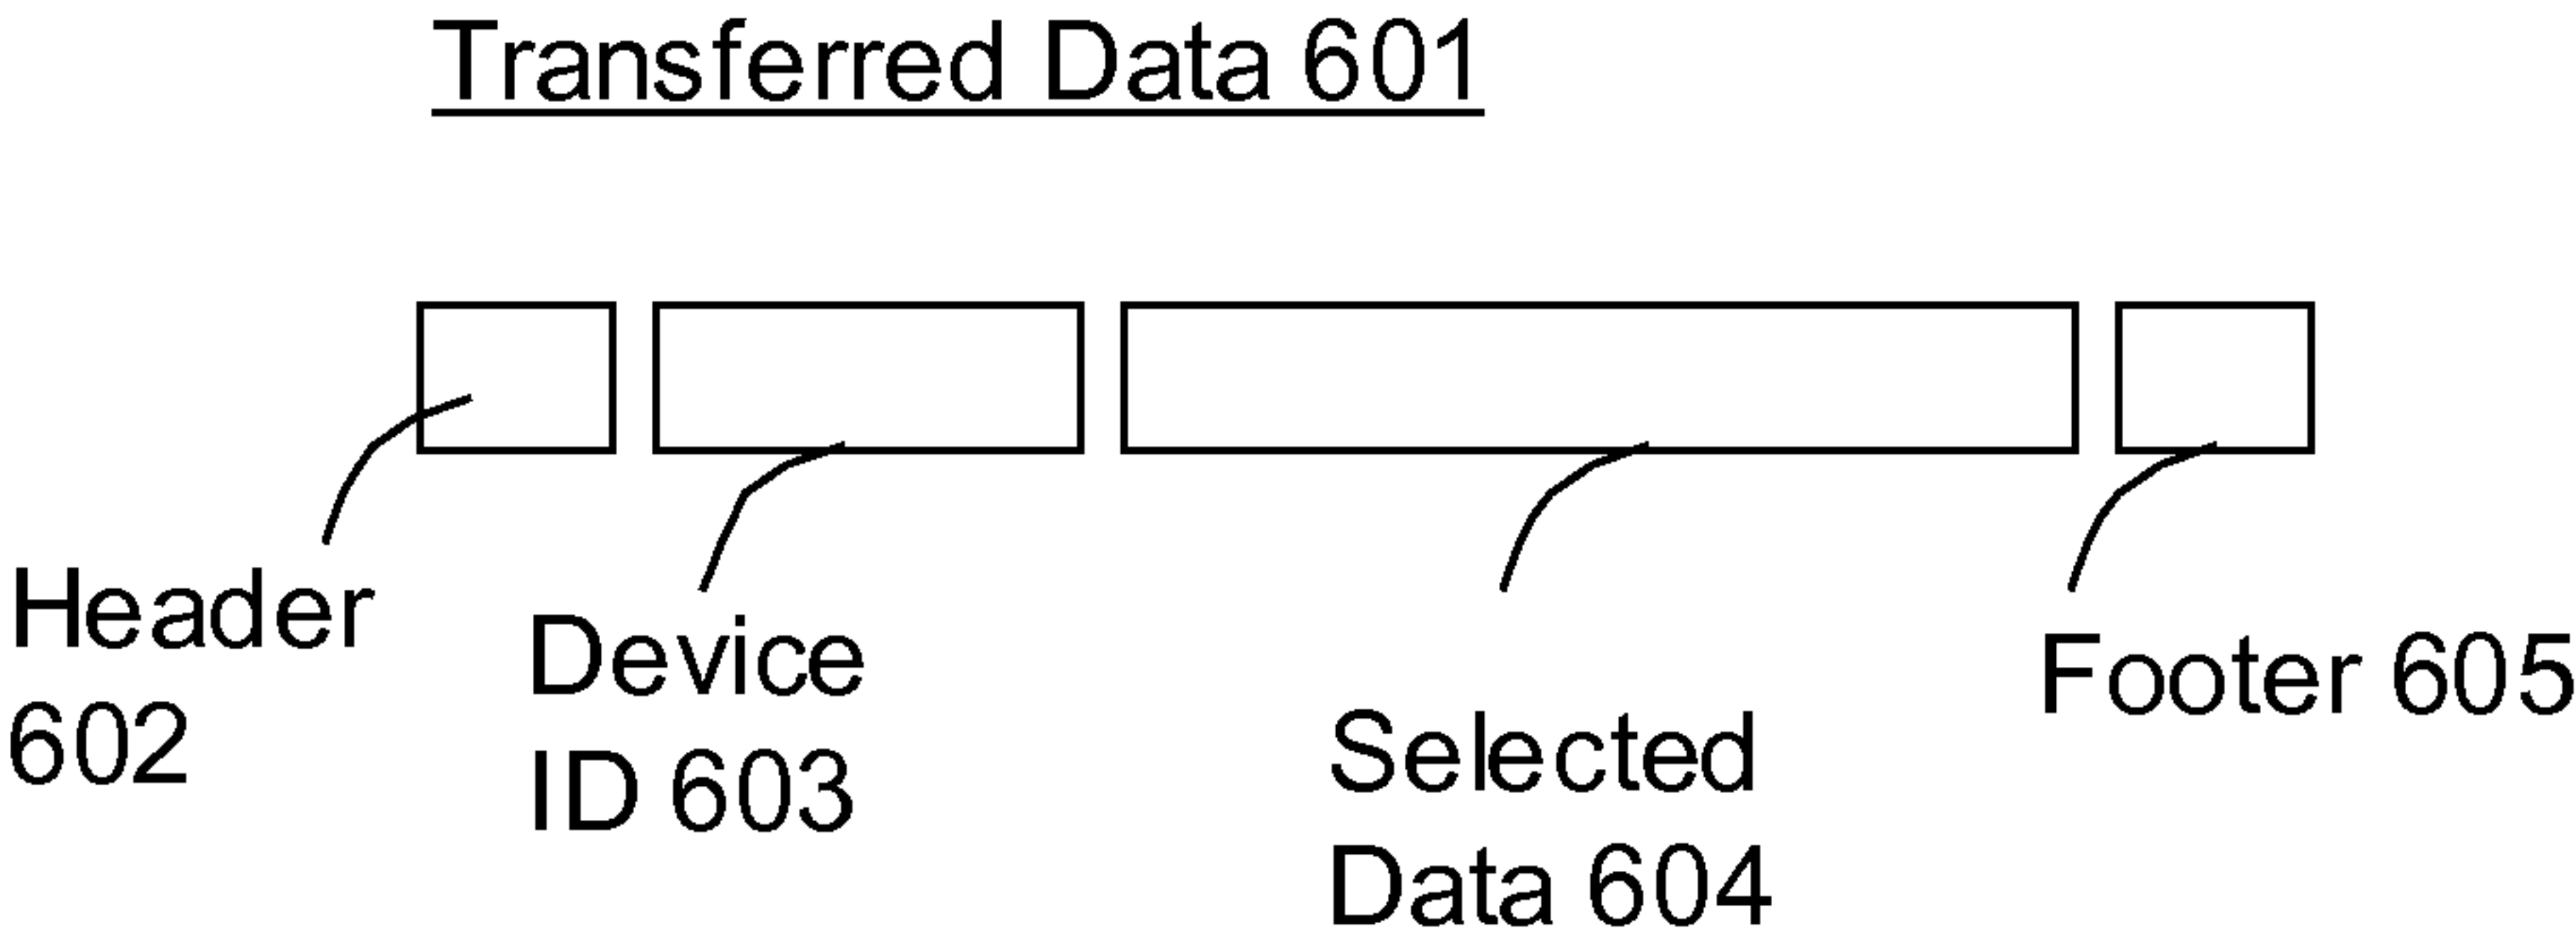 Transferred Data 601
Header
602
Device
ID 603
Selected
Data 604
Footer 605